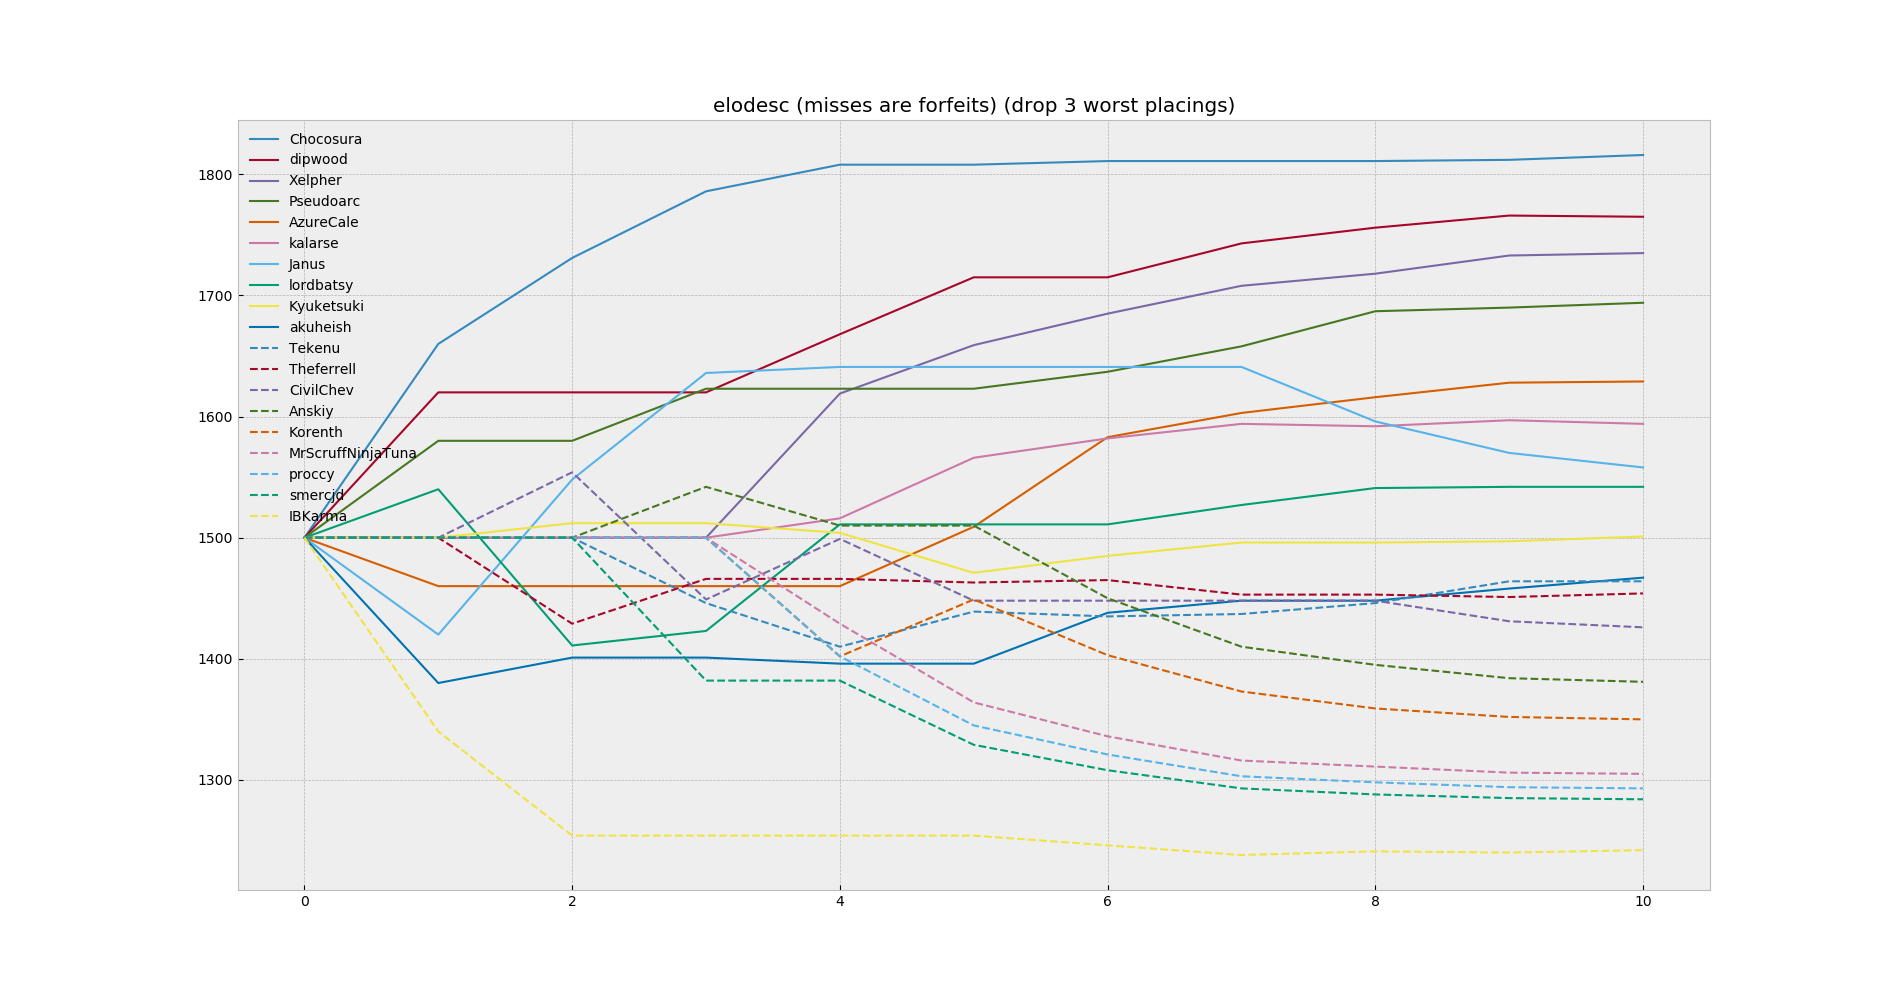 elodesc (misses are forfeits) (drop 3 worst placings)
Chocosura
dipwood
Xelpher
Pseudoarc
AzureCale
kalarse
Janus
lordbatsy
Kyuketsuki
akuheish
Tekenu
Theferrell
CivilChev
Anskiy
Korenth
MrScruffNinjaTuna
proccy
smercjd
IBKarma
1800
1700
1600
1500
1400
1300
0 2 4 6 8 10